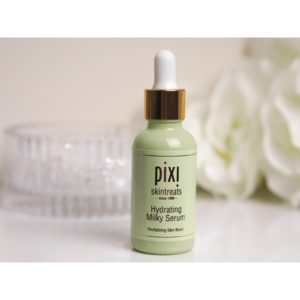 pixi
skintreats
— since 1999 —
Hydrating
Milky Serum
Revitalizing Skin Boost